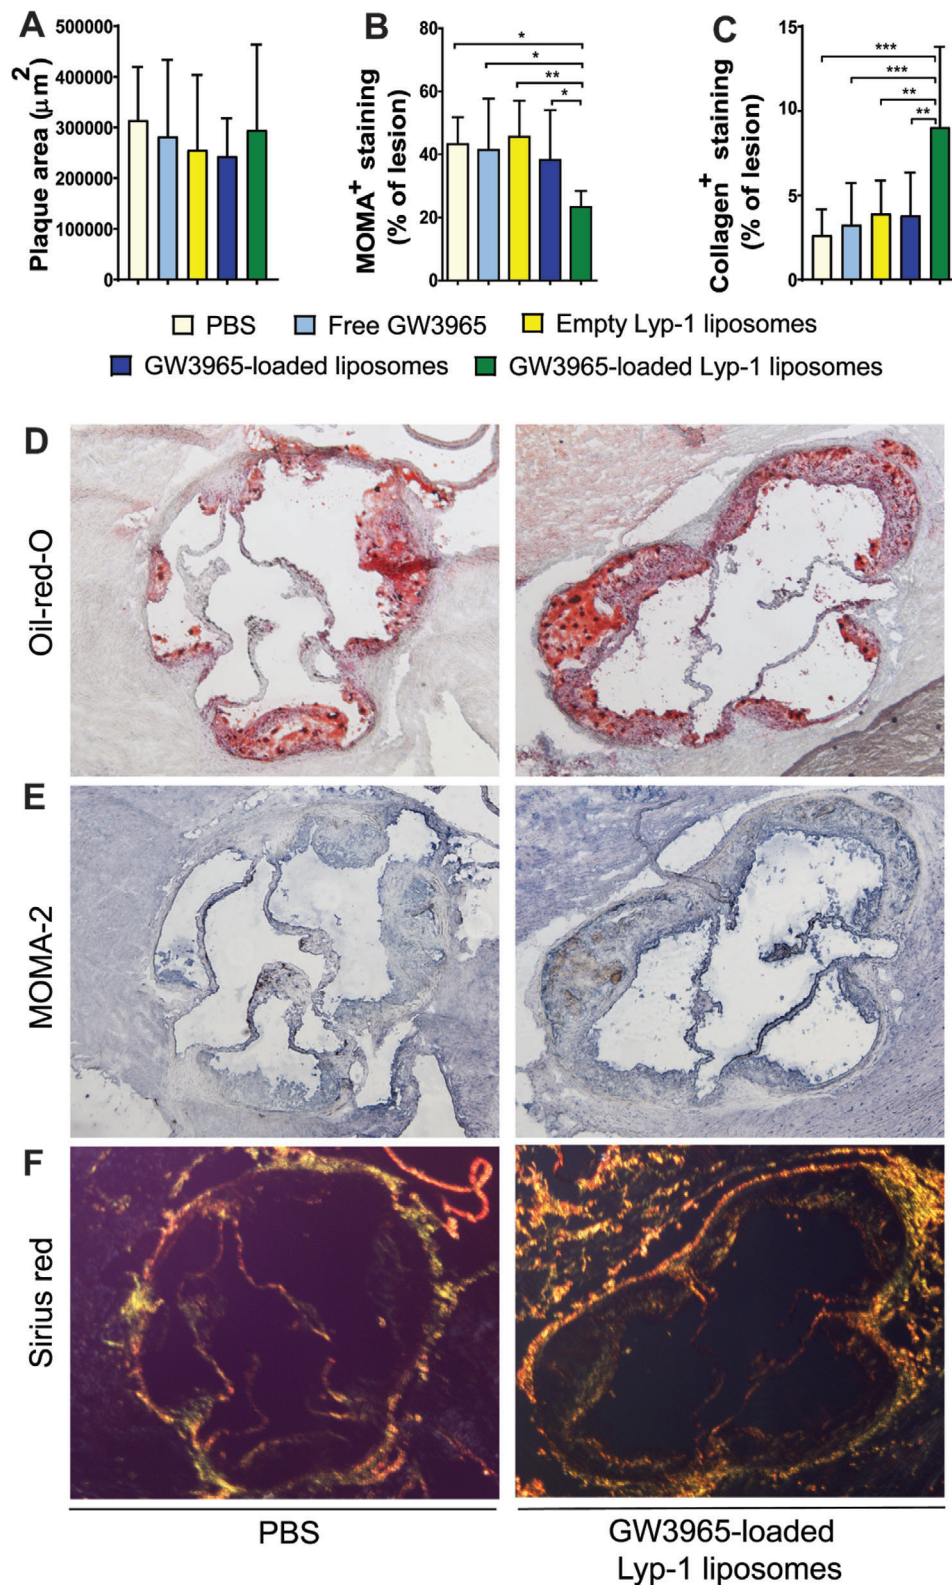 A
Plaque area (μm²)
500000
400000
300000
200000
100000
0
B
MOMA⁺ staining
(% of lesion)
80
60
40
20
0
*
*
**
*
C
Collagen⁺ staining
(% of lesion)
15
10
5
0
***
***
**
**
PBS
Free GW3965
Empty Lyp-1 liposomes
GW3965-loaded liposomes
GW3965-loaded Lyp-1 liposomes
D
Oil-red-O
E
MOMA-2
F
Sirius red
PBS
GW3965-loaded
Lyp-1 liposomes